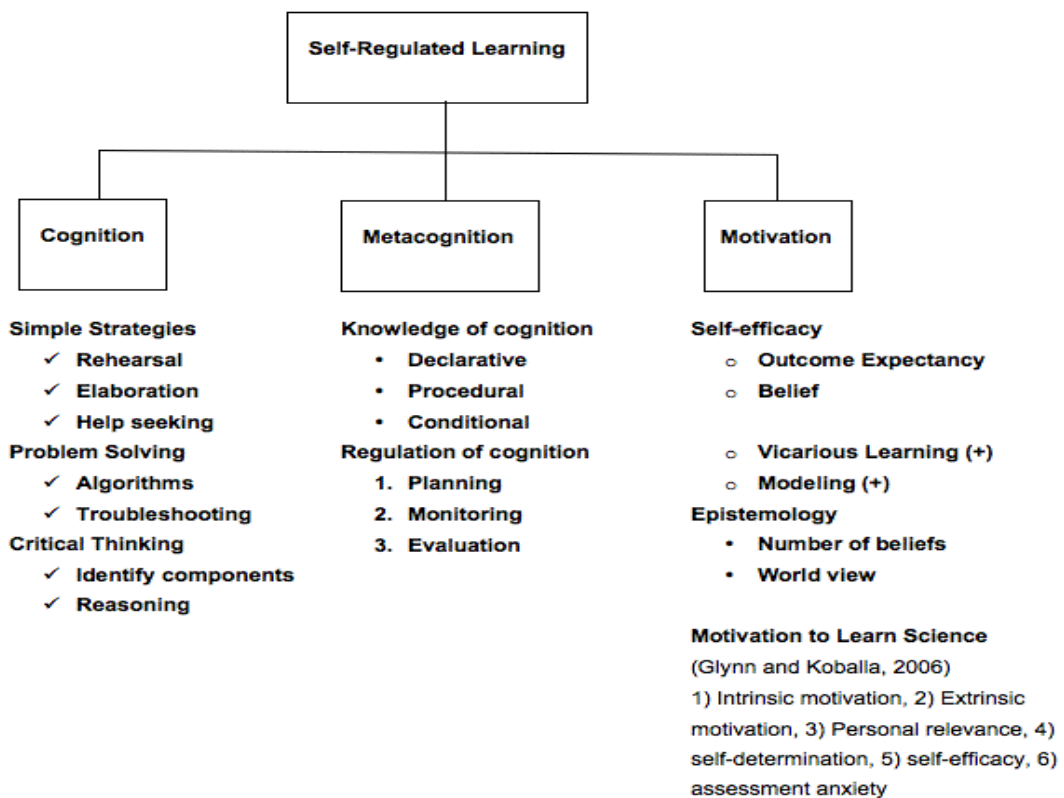 Self-Regulated Learning
Cognition
Metacognition
Motivation
Simple Strategies
✓ Rehearsal
✓ Elaboration
✓ Help seeking
Problem Solving
✓ Algorithms
✓ Troubleshooting
Critical Thinking
✓ Identify components
✓ Reasoning
Knowledge of cognition
• Declarative
• Procedural
• Conditional
Regulation of cognition
1. Planning
2. Monitoring
3. Evaluation
Self-efficacy
o Outcome Expectancy
o Belief
o Vicarious Learning (+)
o Modeling (+)
Epistemology
• Number of beliefs
• World view
Motivation to Learn Science
(Glynn and Koballa, 2006)
1) Intrinsic motivation, 2) Extrinsic
motivation, 3) Personal relevance, 4)
self-determination, 5) self-efficacy, 6)
assessment anxiety